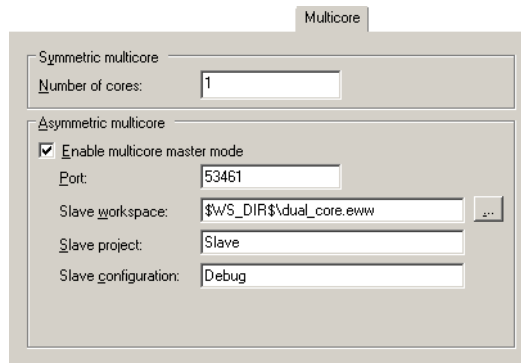 Multicore
Symmetric multicore
Number of cores: 1
Asymmetric multicore
Enable multicore master mode
Port: 53461
Slave workspace: $WS_DIR$\dual_core.eww ...
Slave project: Slave
Slave configuration: Debug